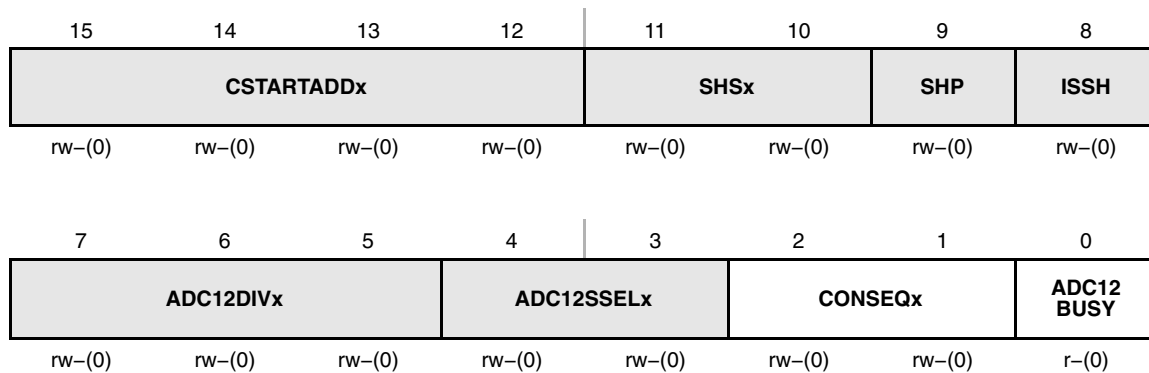 15 14 13 12 11 10 9 8
CSTARTADDx SHSx SHP ISSH
rw−(0) rw−(0) rw−(0) rw−(0) rw−(0) rw−(0) rw−(0) rw−(0)
7 6 5 4 3 2 1 0
ADC12DIVx ADC12SSELx CONSEQx ADC12
BUSY
rw−(0) rw−(0) rw−(0) rw−(0) rw−(0) rw−(0) rw−(0) r−(0)